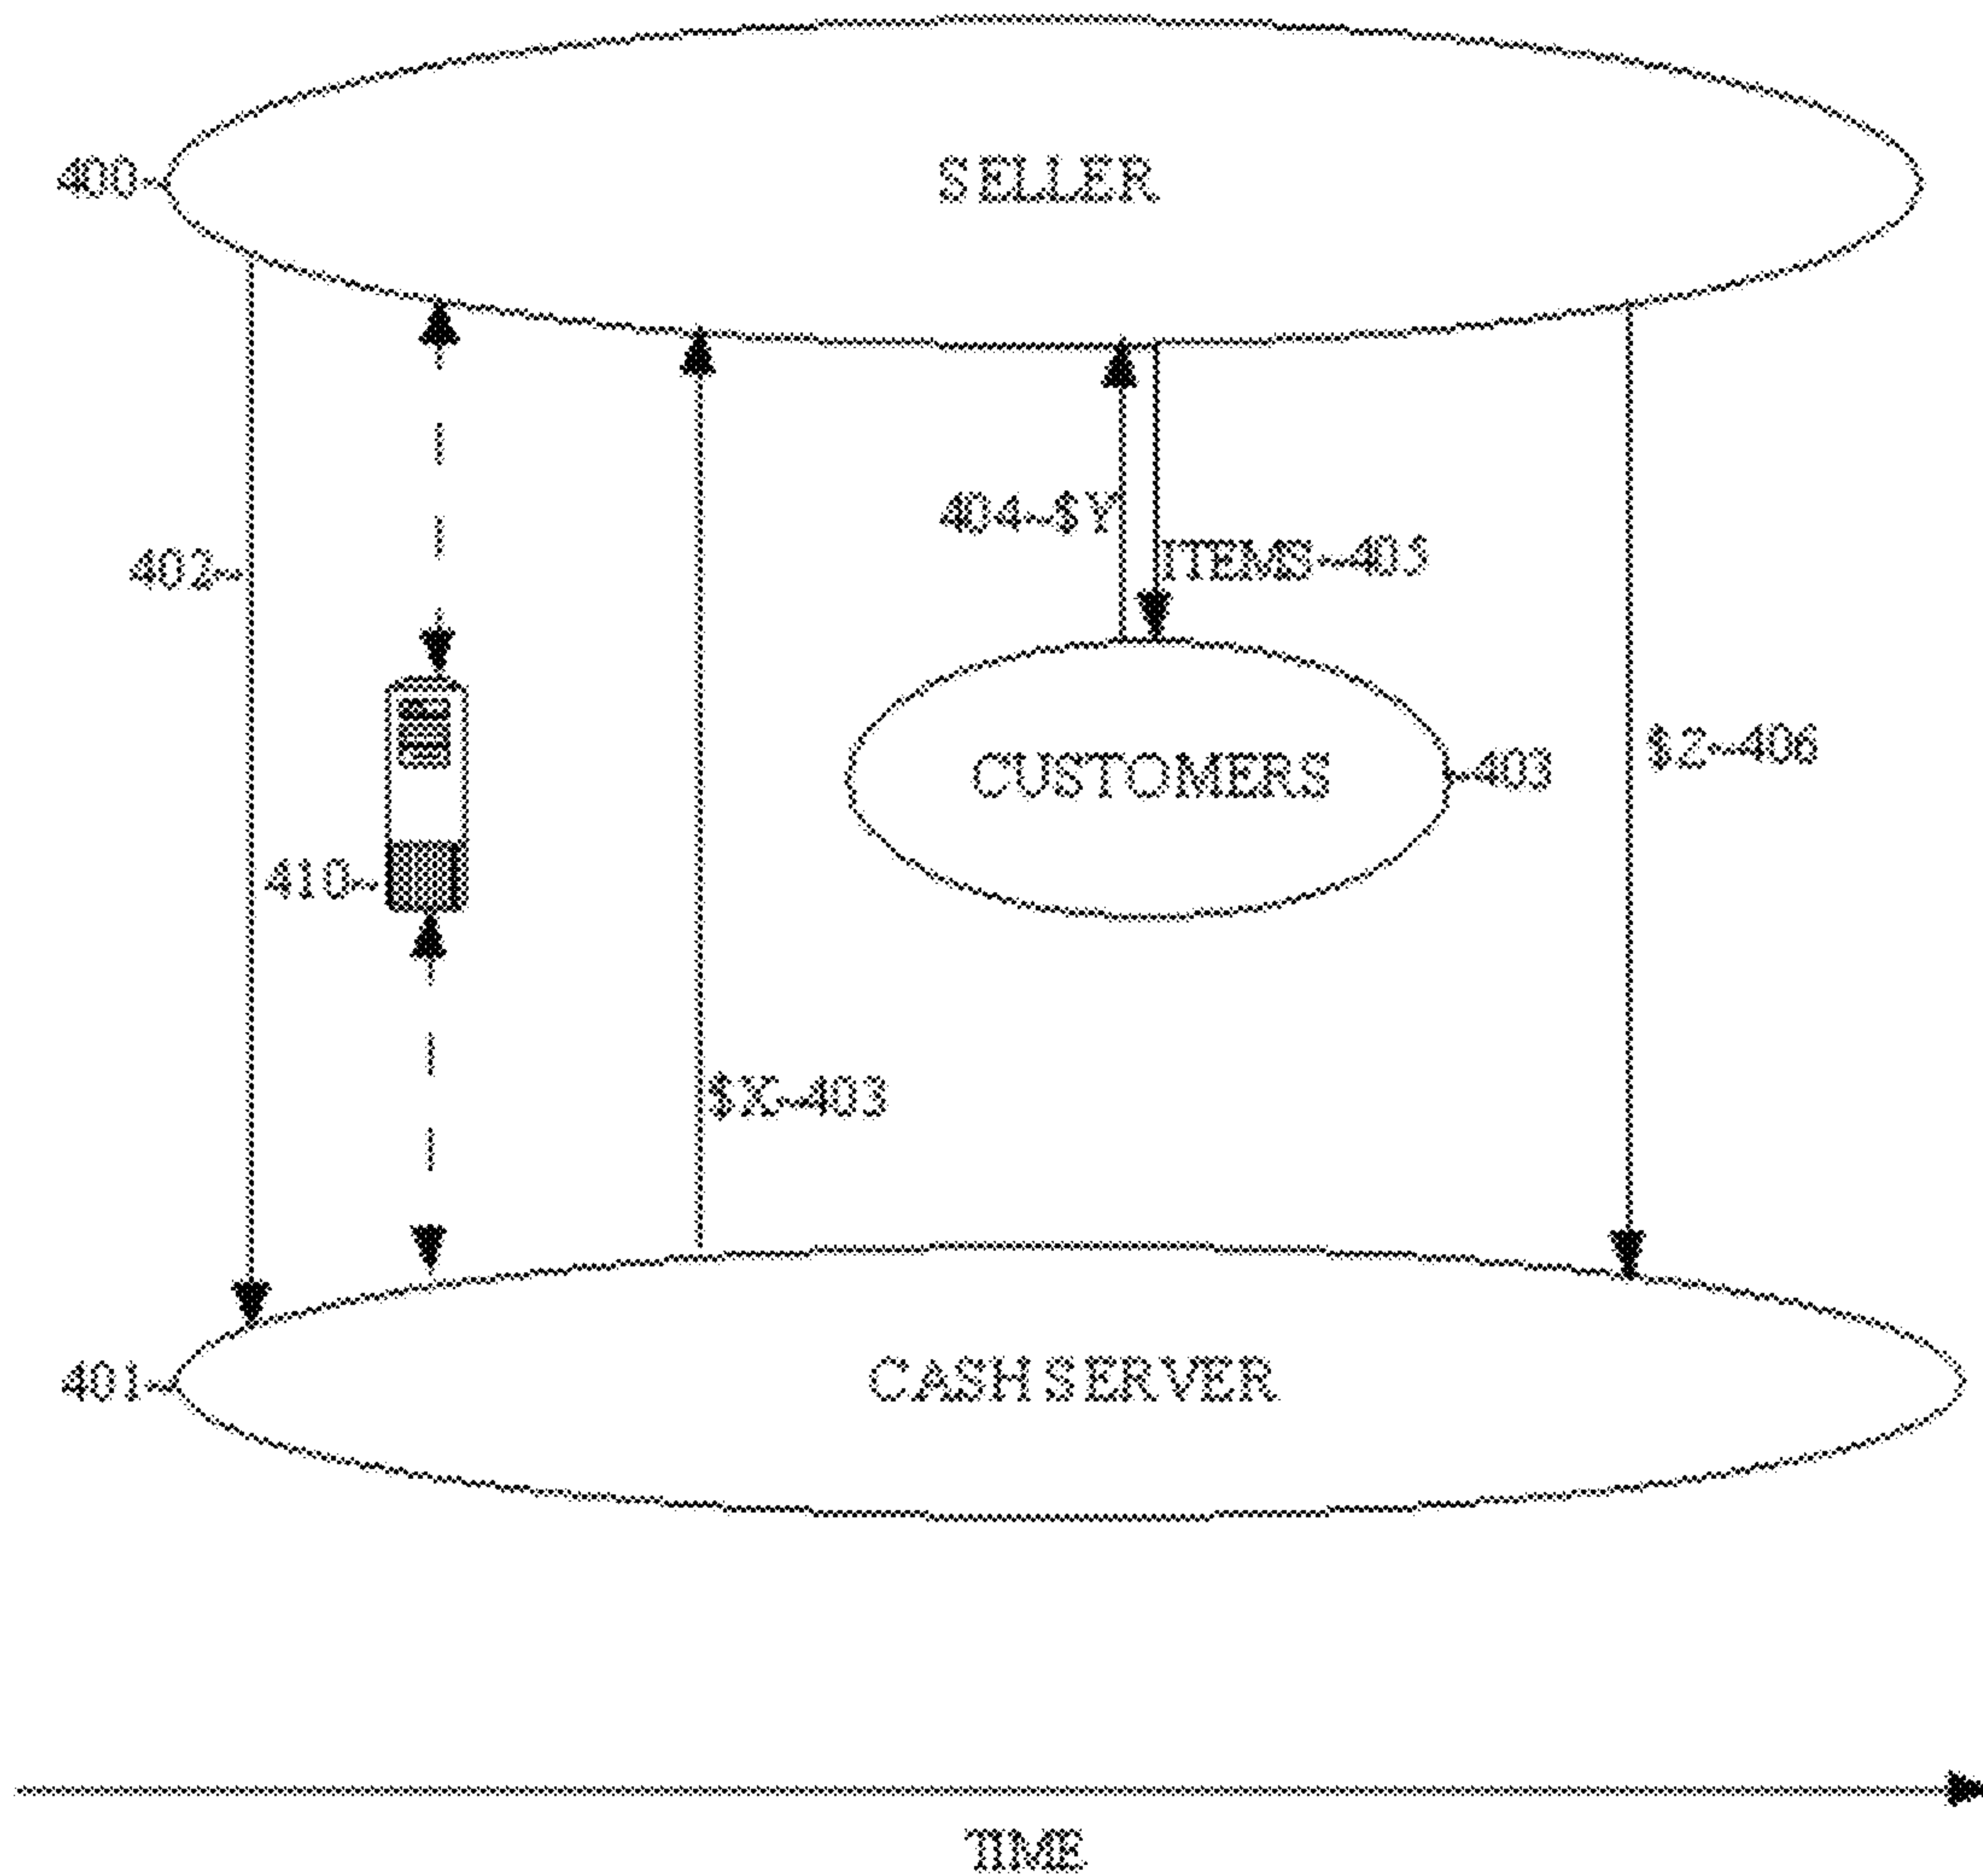 400
SELLER
404 $Y
402
ITEMS 405
CUSTOMERS
403
$Z 406
410
$X 403
401
CASH SERVER
TIME